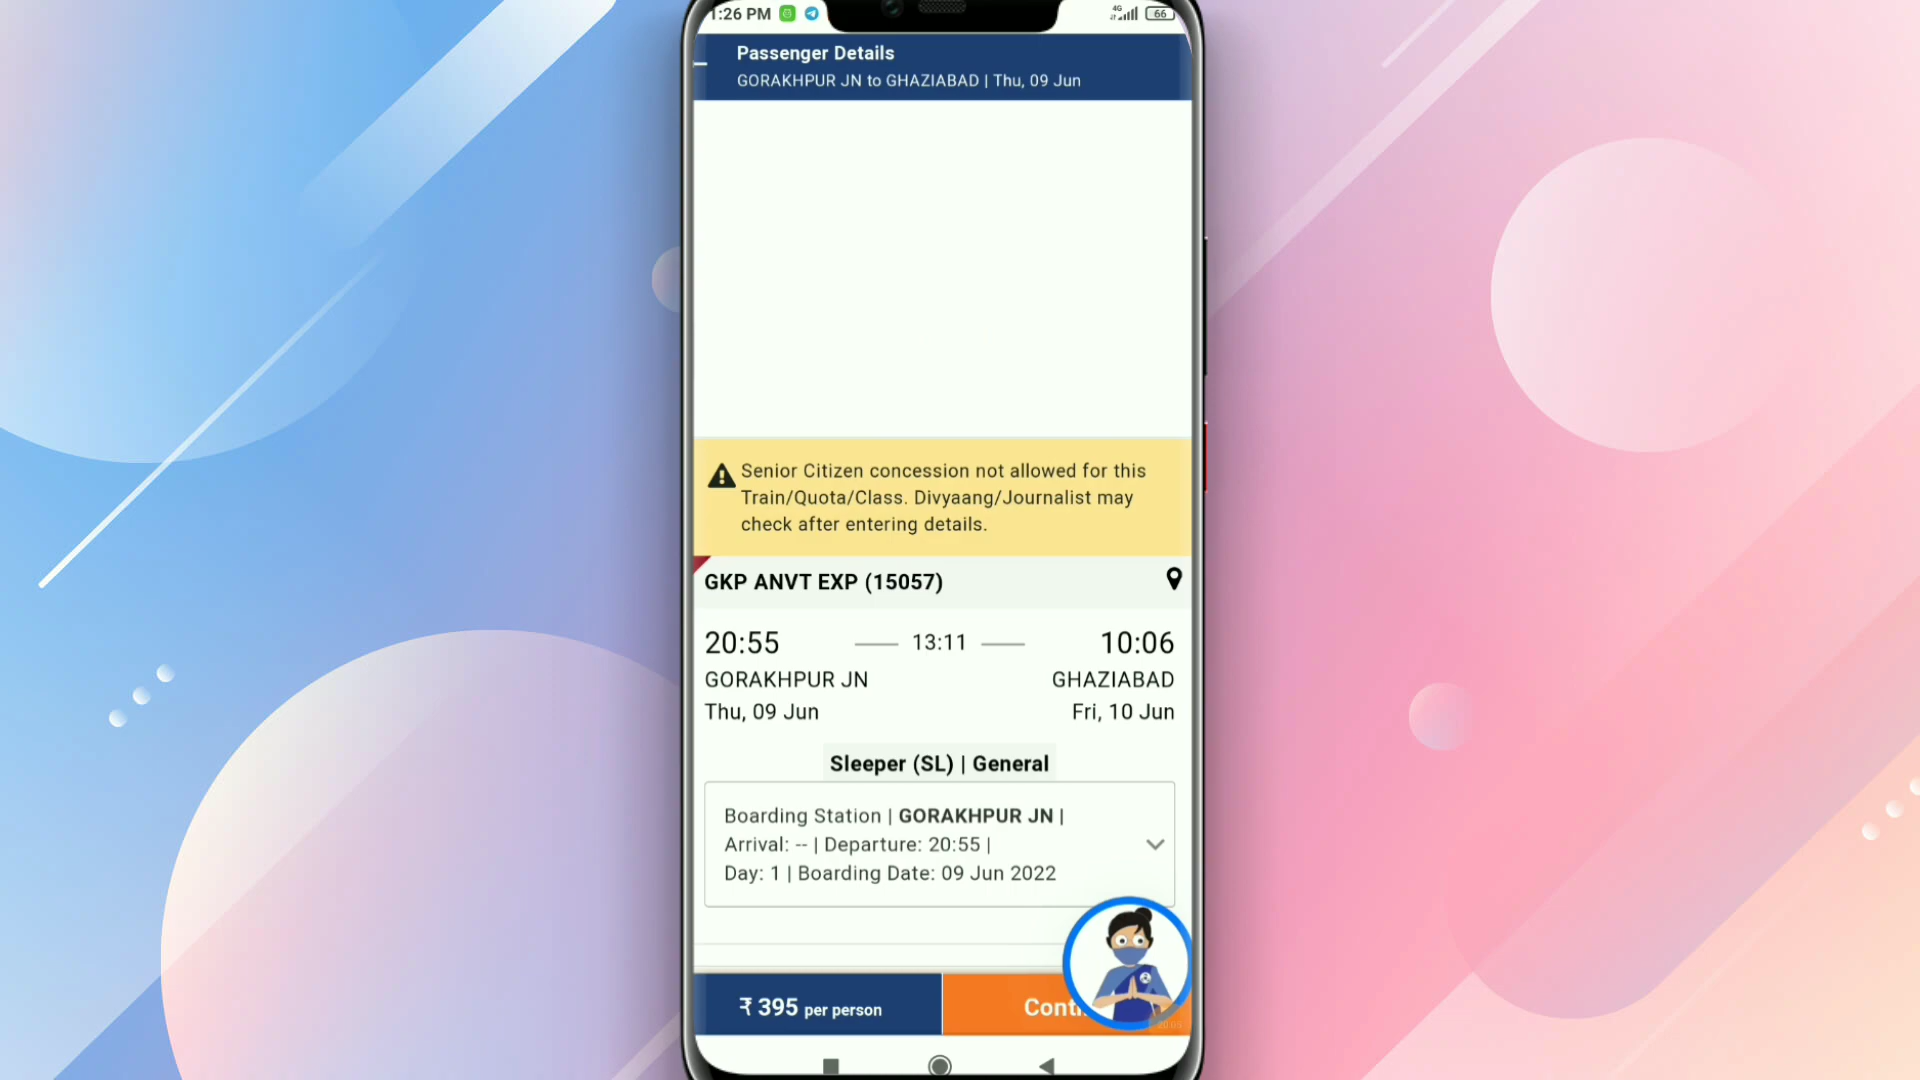 1:26 PM
4G
66
Passenger Details
GORAKHPUR JN to GHAZIABAD | Thu, 09 Jun
Senior Citizen concession not allowed for this
Train/Quota/Class. Divyaang/Journalist may
check after entering details.
GKP ANVT EXP (15057)
20:55 13:11 10:06
GORAKHPUR JN GHAZIABAD
Thu, 09 Jun Fri, 10 Jun
Sleeper (SL) | General
Boarding Station | GORAKHPUR JN |
Arrival: -- | Departure: 20:55 |
Day: 1 | Boarding Date: 09 Jun 2022
₹ 395 per person